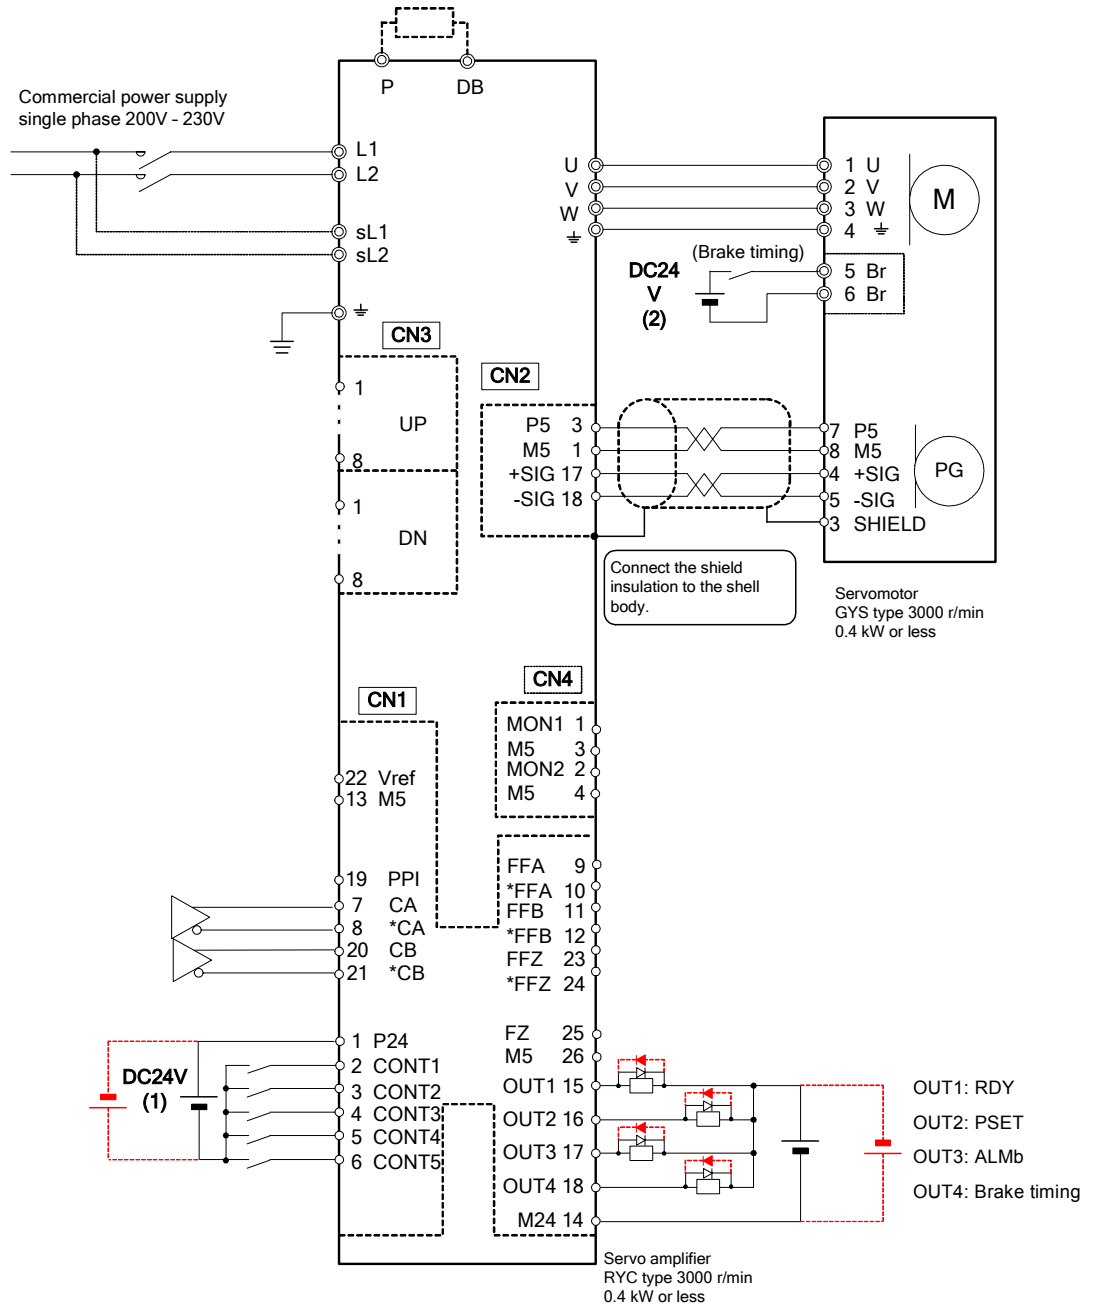 P
DB
Commercial power supply
single phase 200V - 230V
L1
L2
sL1
sL2
U
V
W
1 U
2 V
3 W
4
M
(Brake timing)
DC24
V
(2)
5 Br
6 Br
CN3
1
UP
8
1
DN
8
CN2
P5 3
M5 1
+SIG 17
-SIG 18
7 P5
8 M5
4 +SIG
5 -SIG
3 SHIELD
PG
Connect the shield
insulation to the shell
body.
Servomotor
GYS type 3000 r/min
0.4 kW or less
CN4
MON1 1
M5 3
MON2 2
M5 4
CN1
22 Vref
13 M5
19 PPI
7 CA
8 *CA
20 CB
21 *CB
FFA 9
*FFA 10
FFB 11
*FFB 12
FFZ 23
*FFZ 24
FZ 25
M5 26
DC24V
(1)
1 P24
2 CONT1
3 CONT2
4 CONT3
5 CONT4
6 CONT5
OUT1 15
OUT2 16
OUT3 17
OUT4 18
M24 14
OUT1: RDY
OUT2: PSET
OUT3: ALMb
OUT4: Brake timing
Servo amplifier
RYC type 3000 r/min
0.4 kW or less